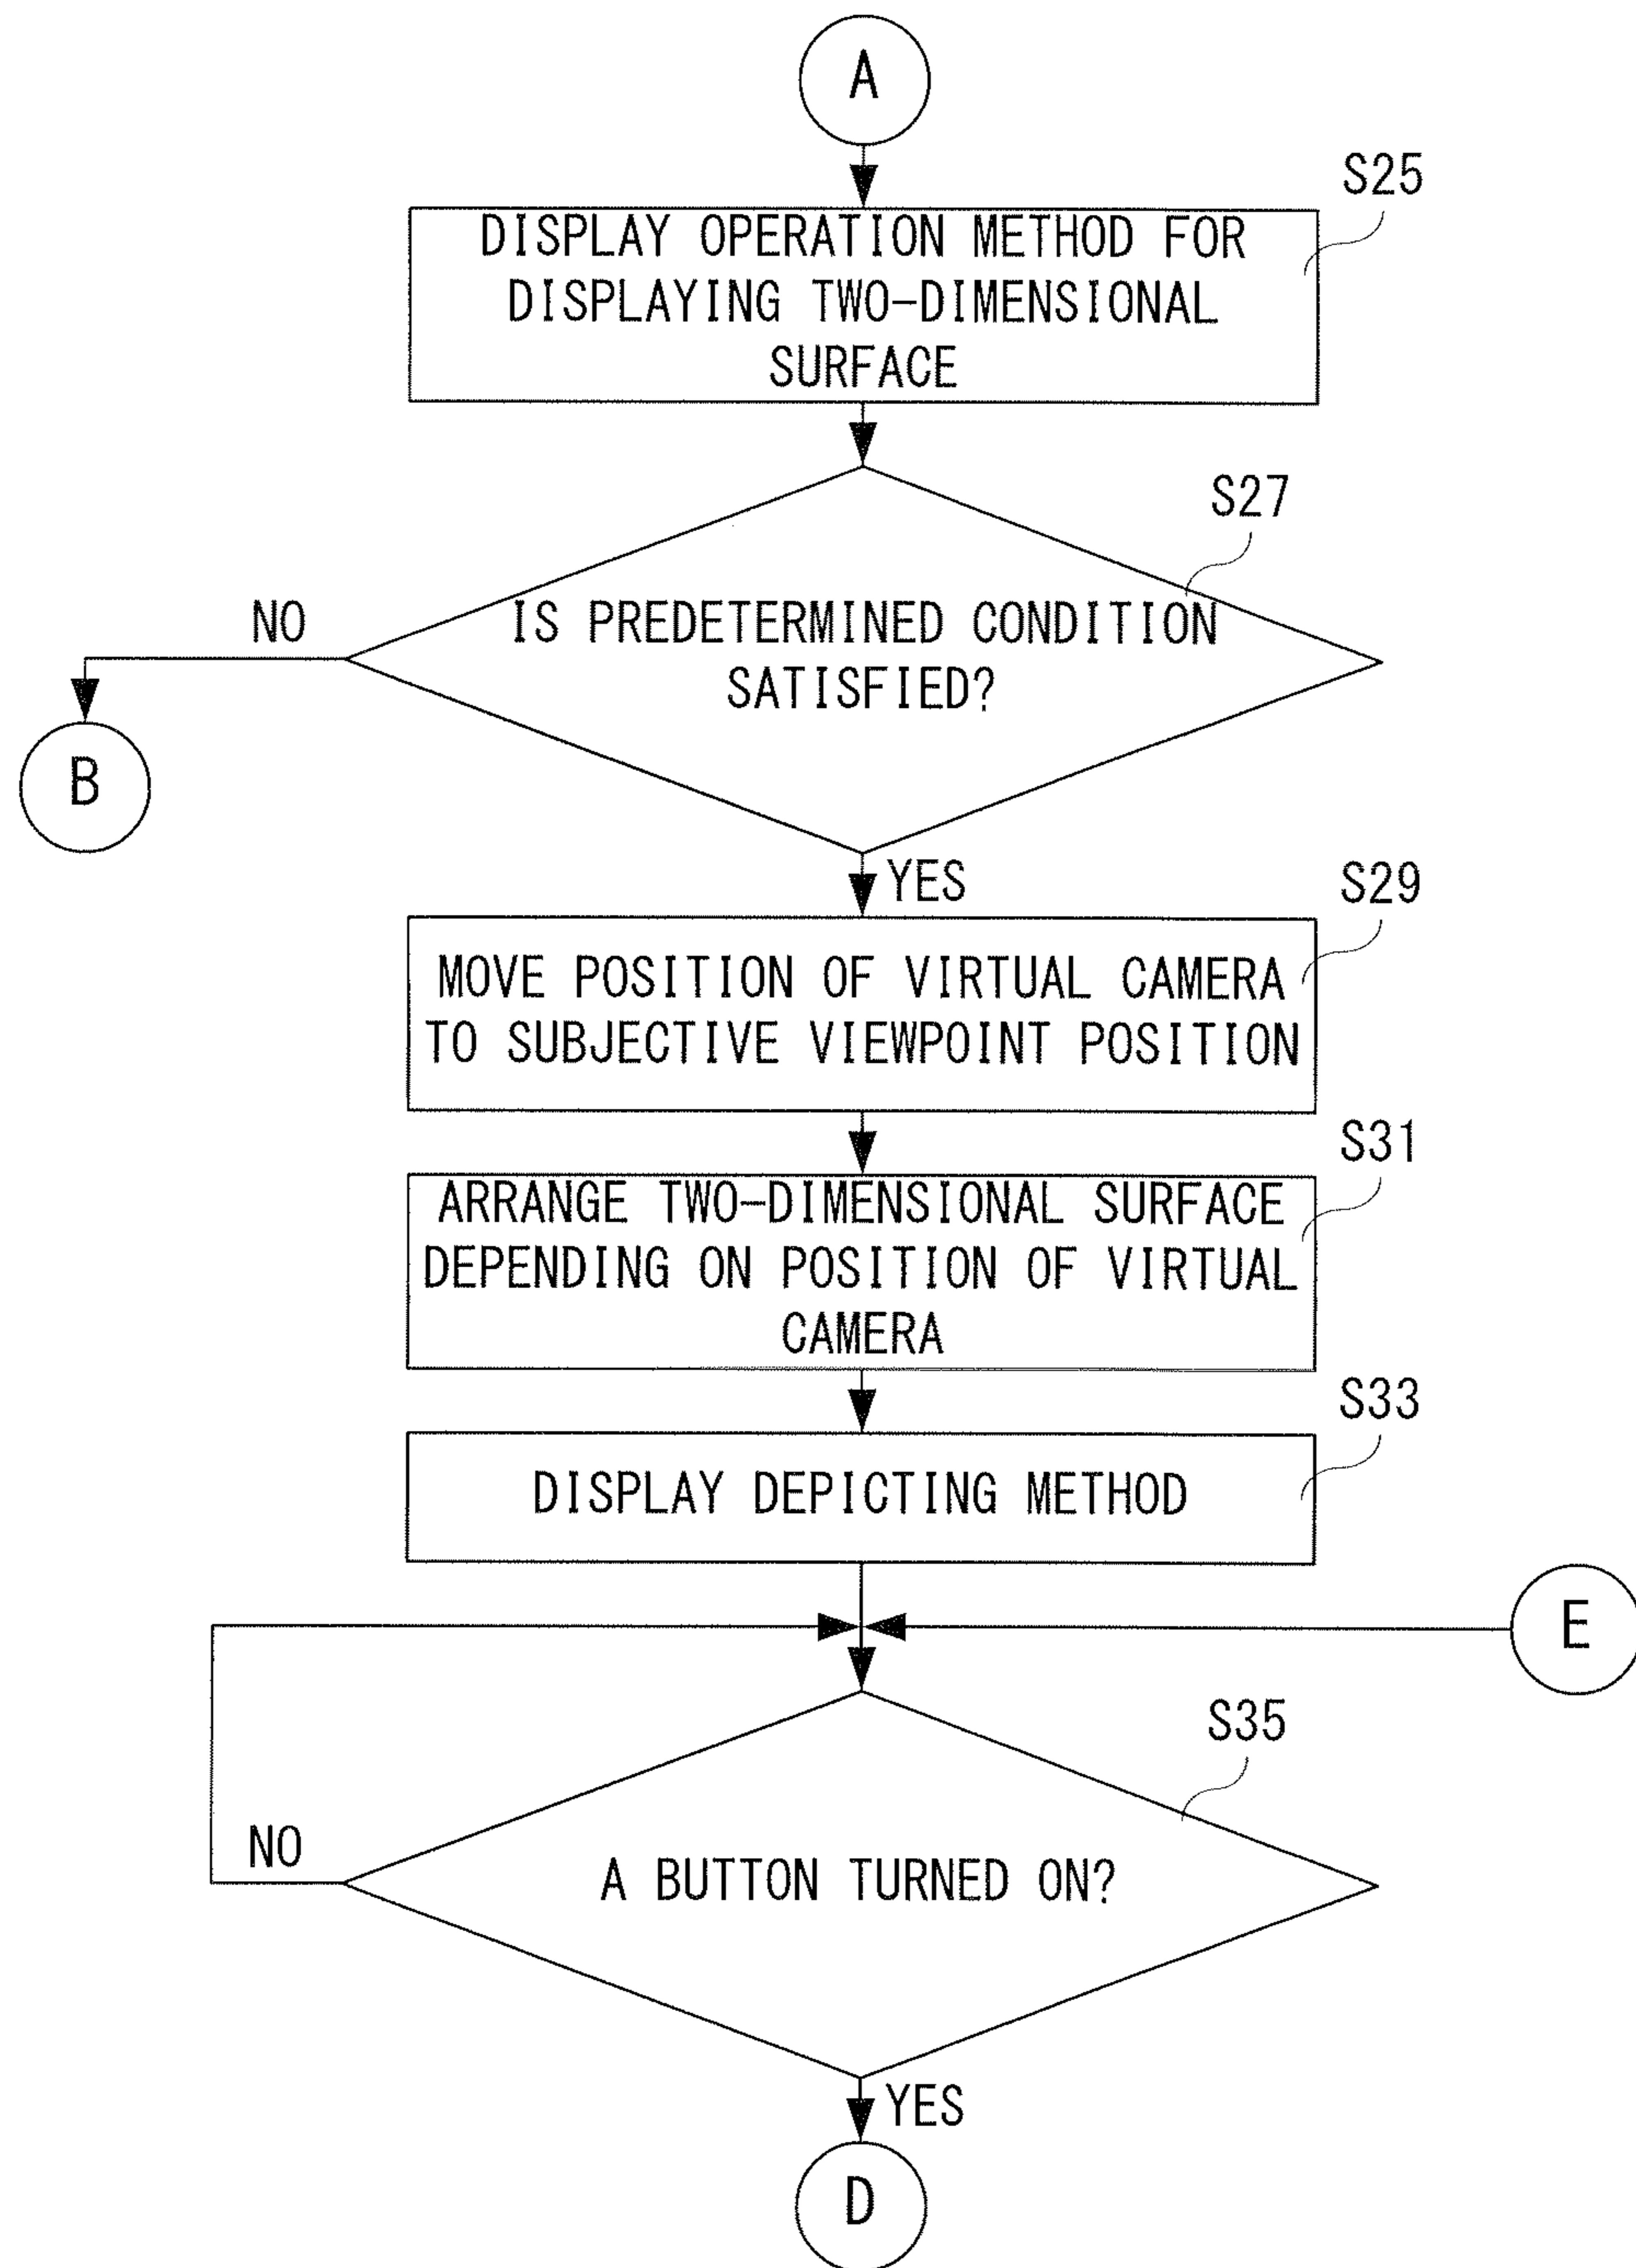 A
S25
DISPLAY OPERATION METHOD FOR
DISPLAYING TWO-DIMENSIONAL
SURFACE
S27
NO
IS PREDETERMINED CONDITION
SATISFIED?
B
YES
S29
MOVE POSITION OF VIRTUAL CAMERA
TO SUBJECTIVE VIEWPOINT POSITION
S31
ARRANGE TWO-DIMENSIONAL SURFACE
DEPENDING ON POSITION OF VIRTUAL
CAMERA
S33
DISPLAY DEPICTING METHOD
E
S35
NO
A BUTTON TURNED ON?
YES
D